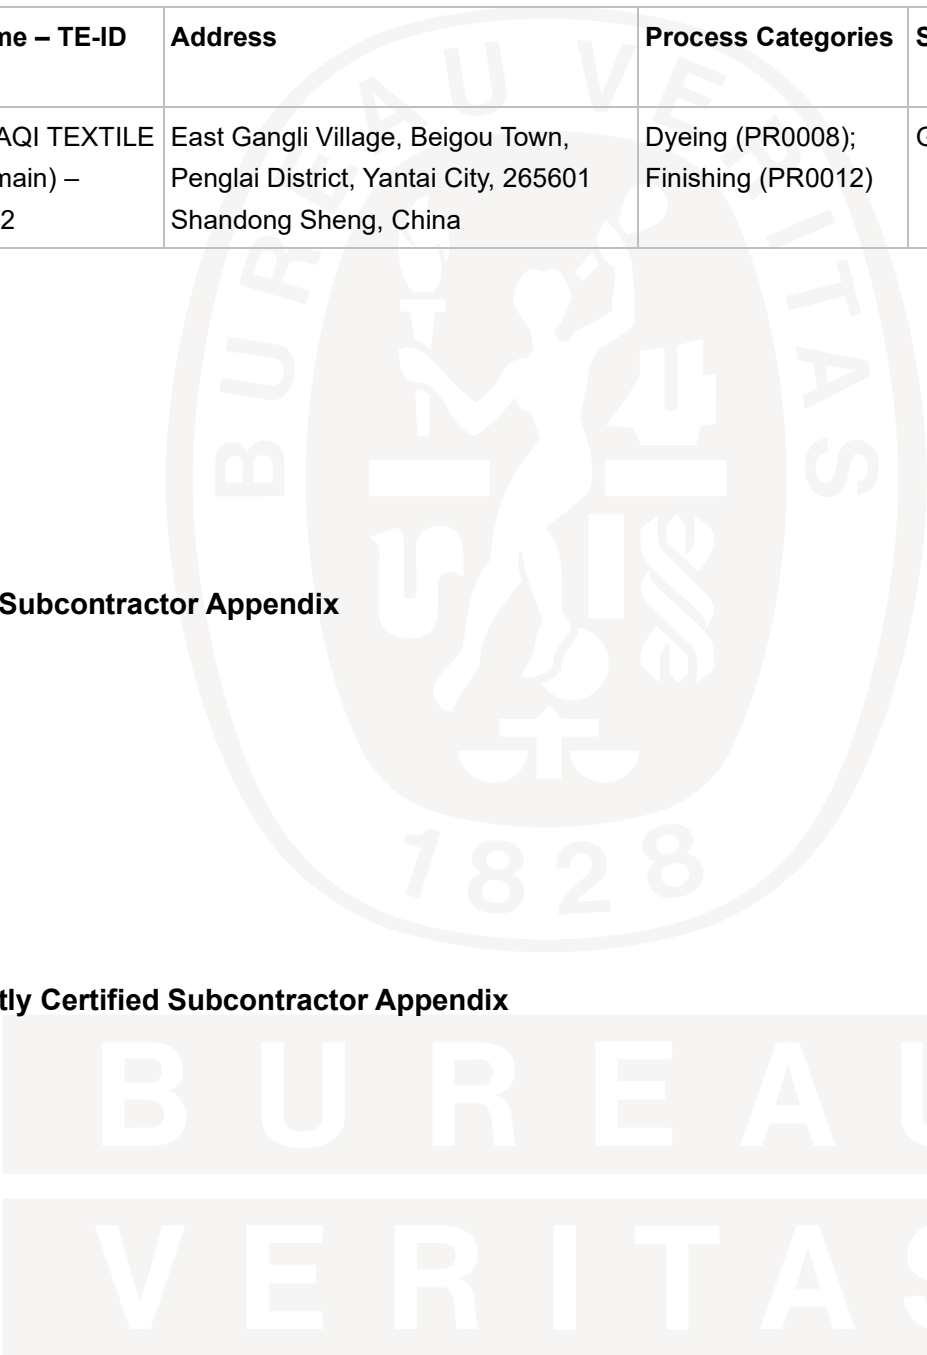 me – TE-ID Address Process Categories S
AQI TEXTILE East Gangli Village, Beigou Town, Dyeing (PR0008); G
main) – Penglai District, Yantai City, 265601 Finishing (PR0012)
2 Shandong Sheng, China
BUREAU VERITAS
1828
Subcontractor Appendix
tly Certified Subcontractor Appendix
BUREAU
VERITAS